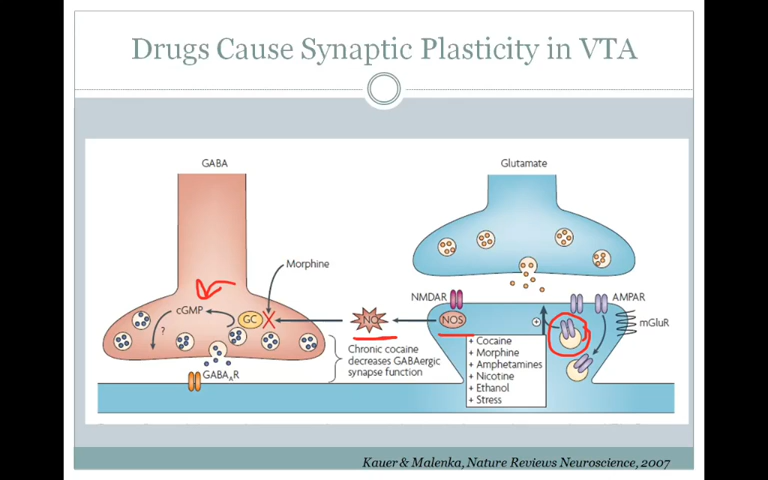 Drugs Cause Synaptic Plasticity in VTA
GABA
Glutamate
Morphine
NMDAR
AMPAR
cGMP
GC
NO
NOS
mGluR
?
+
Chronic cocaine
decreases GABAergic
synapse function
GABA_A R
+ Cocaine
+ Morphine
+ Amphetamines
+ Nicotine
+ Ethanol
+ Stress
Kauer & Malenka, Nature Reviews Neuroscience, 2007